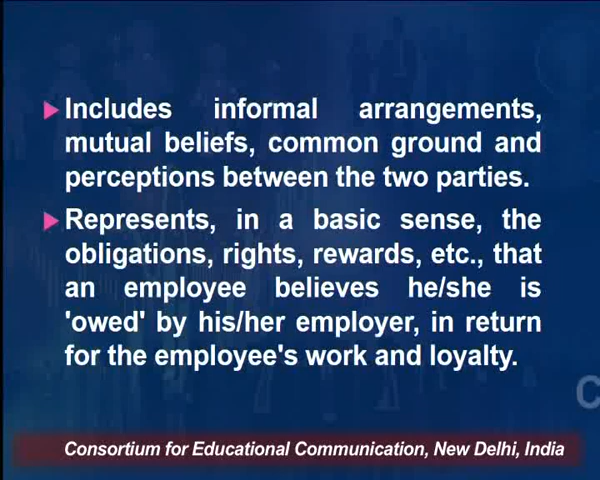 Includes informal arrangements,
mutual beliefs, common ground and
perceptions between the two parties.
Represents, in a basic sense, the
obligations, rights, rewards, etc., that
an employee believes he/she is
'owed' by his/her employer, in return
for the employee's work and loyalty.
C
Consortium for Educational Communication, New Delhi, India